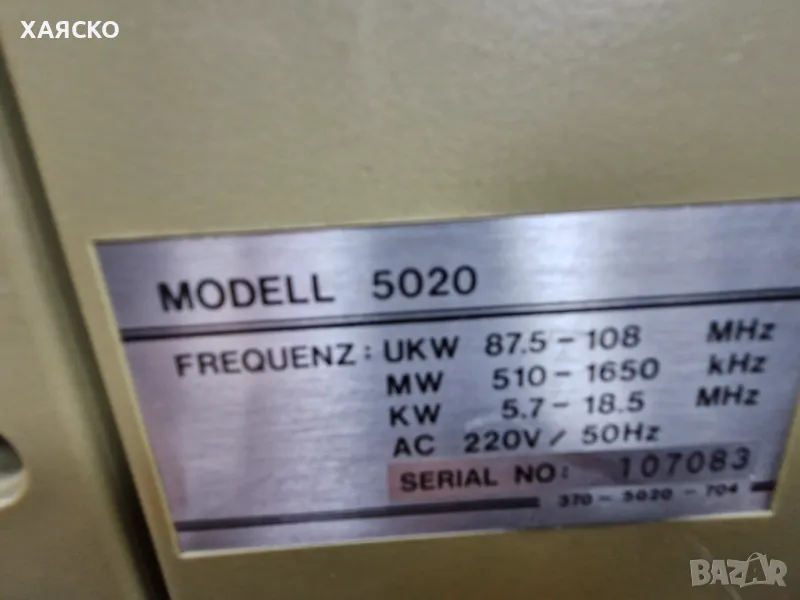 ХАЯСКО
MODELL 5020
FREQUENZ: UKW 87.5-108 MHz
MW 510-1650 kHz
KW 5.7-18.5 MHz
AC 220V/ 50Hz
SERIAL NO: 107083
370-5020-704
BAZAR